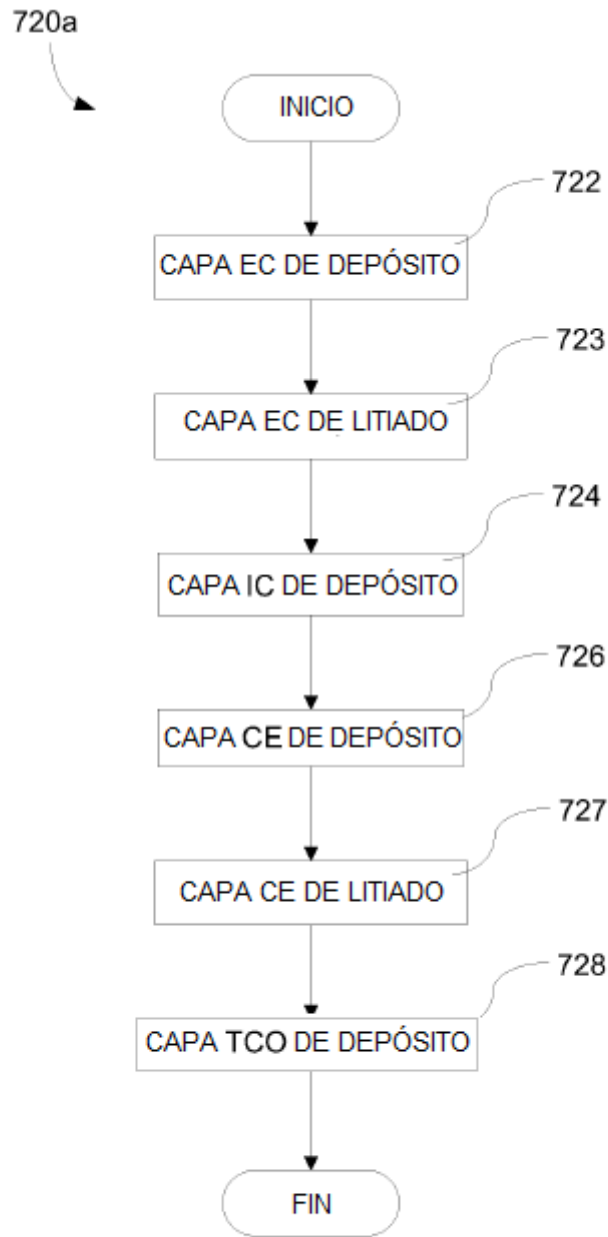 720a
INICIO
722
CAPA EC DE DEPÓSITO
723
CAPA EC DE LITIADO
724
CAPA IC DE DEPÓSITO
726
CAPA CE DE DEPÓSITO
727
CAPA CE DE LITIADO
728
CAPA TCO DE DEPÓSITO
FIN